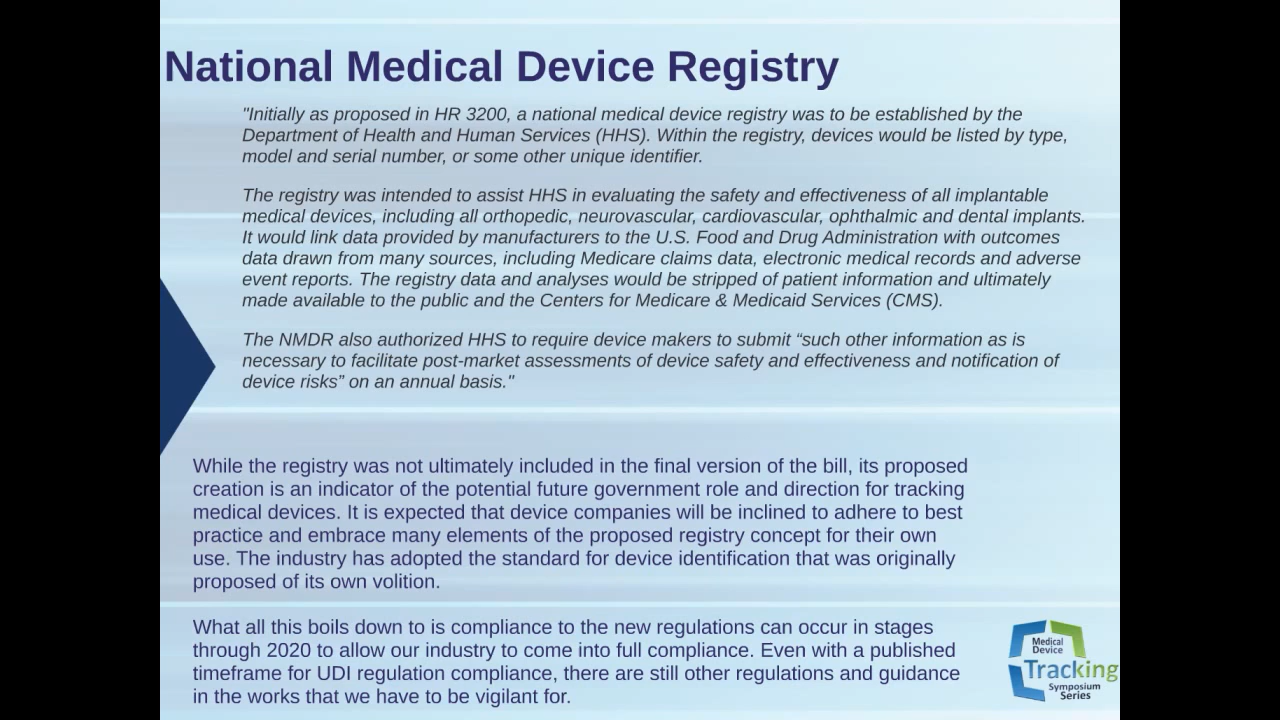 National Medical Device Registry
"Initially as proposed in HR 3200, a national medical device registry was to be established by the
Department of Health and Human Services (HHS). Within the registry, devices would be listed by type,
model and serial number, or some other unique identifier.
The registry was intended to assist HHS in evaluating the safety and effectiveness of all implantable
medical devices, including all orthopedic, neurovascular, cardiovascular, ophthalmic and dental implants.
It would link data provided by manufacturers to the U.S. Food and Drug Administration with outcomes
data drawn from many sources, including Medicare claims data, electronic medical records and adverse
event reports. The registry data and analyses would be stripped of patient information and ultimately
made available to the public and the Centers for Medicare & Medicaid Services (CMS).
The NMDR also authorized HHS to require device makers to submit “such other information as is
necessary to facilitate post-market assessments of device safety and effectiveness and notification of
device risks” on an annual basis."
While the registry was not ultimately included in the final version of the bill, its proposed
creation is an indicator of the potential future government role and direction for tracking
medical devices. It is expected that device companies will be inclined to adhere to best
practice and embrace many elements of the proposed registry concept for their own
use. The industry has adopted the standard for device identification that was originally
proposed of its own volition.
What all this boils down to is compliance to the new regulations can occur in stages
through 2020 to allow our industry to come into full compliance. Even with a published
timeframe for UDI regulation compliance, there are still other regulations and guidance
in the works that we have to be vigilant for.
Medical
Device
Tracking
Symposium
Series